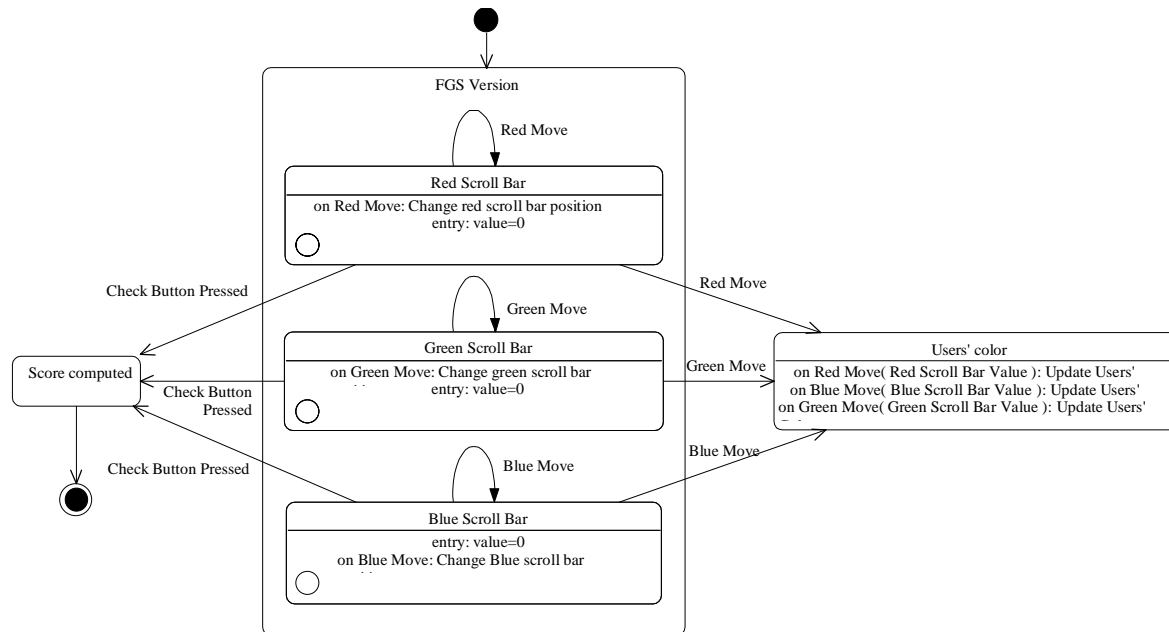 FGS Version
Red Move
Red Scroll Bar
on Red Move: Change red scroll bar position
entry: value=0
Check Button Pressed
Red Move
Green Move
Green Scroll Bar
on Green Move: Change green scroll bar
entry: value=0
Score computed
Check Button
Pressed
Green Move
Users' color
on Red Move( Red Scroll Bar Value ): Update Users'
on Blue Move( Blue Scroll Bar Value ): Update Users'
on Green Move( Green Scroll Bar Value ): Update Users'
Check Button Pressed
Blue Move
Blue Move
Blue Scroll Bar
entry: value=0
on Blue Move: Change Blue scroll bar